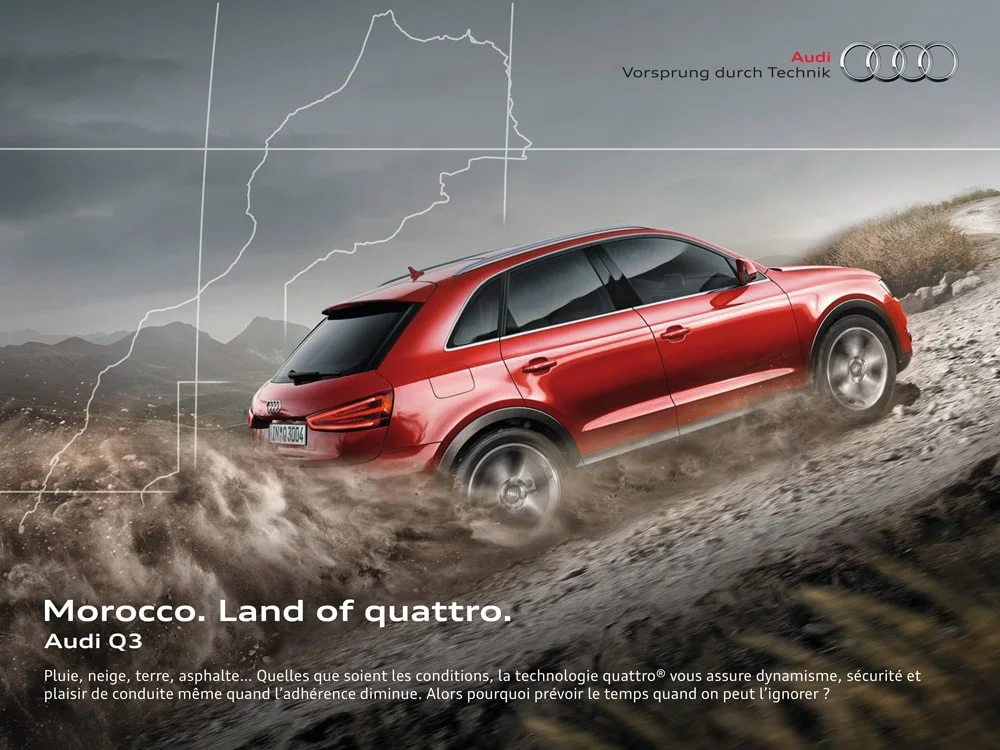 Audi
Vorsprung durch Technik
IN Q 3004
Morocco. Land of quattro.
Audi Q3
Pluie, neige, terre, asphalte... Quelles que soient les conditions, la technologie quattro® vous assure dynamisme, sécurité et
plaisir de conduite même quand l’adhérence diminue. Alors pourquoi prévoir le temps quand on peut l’ignorer ?